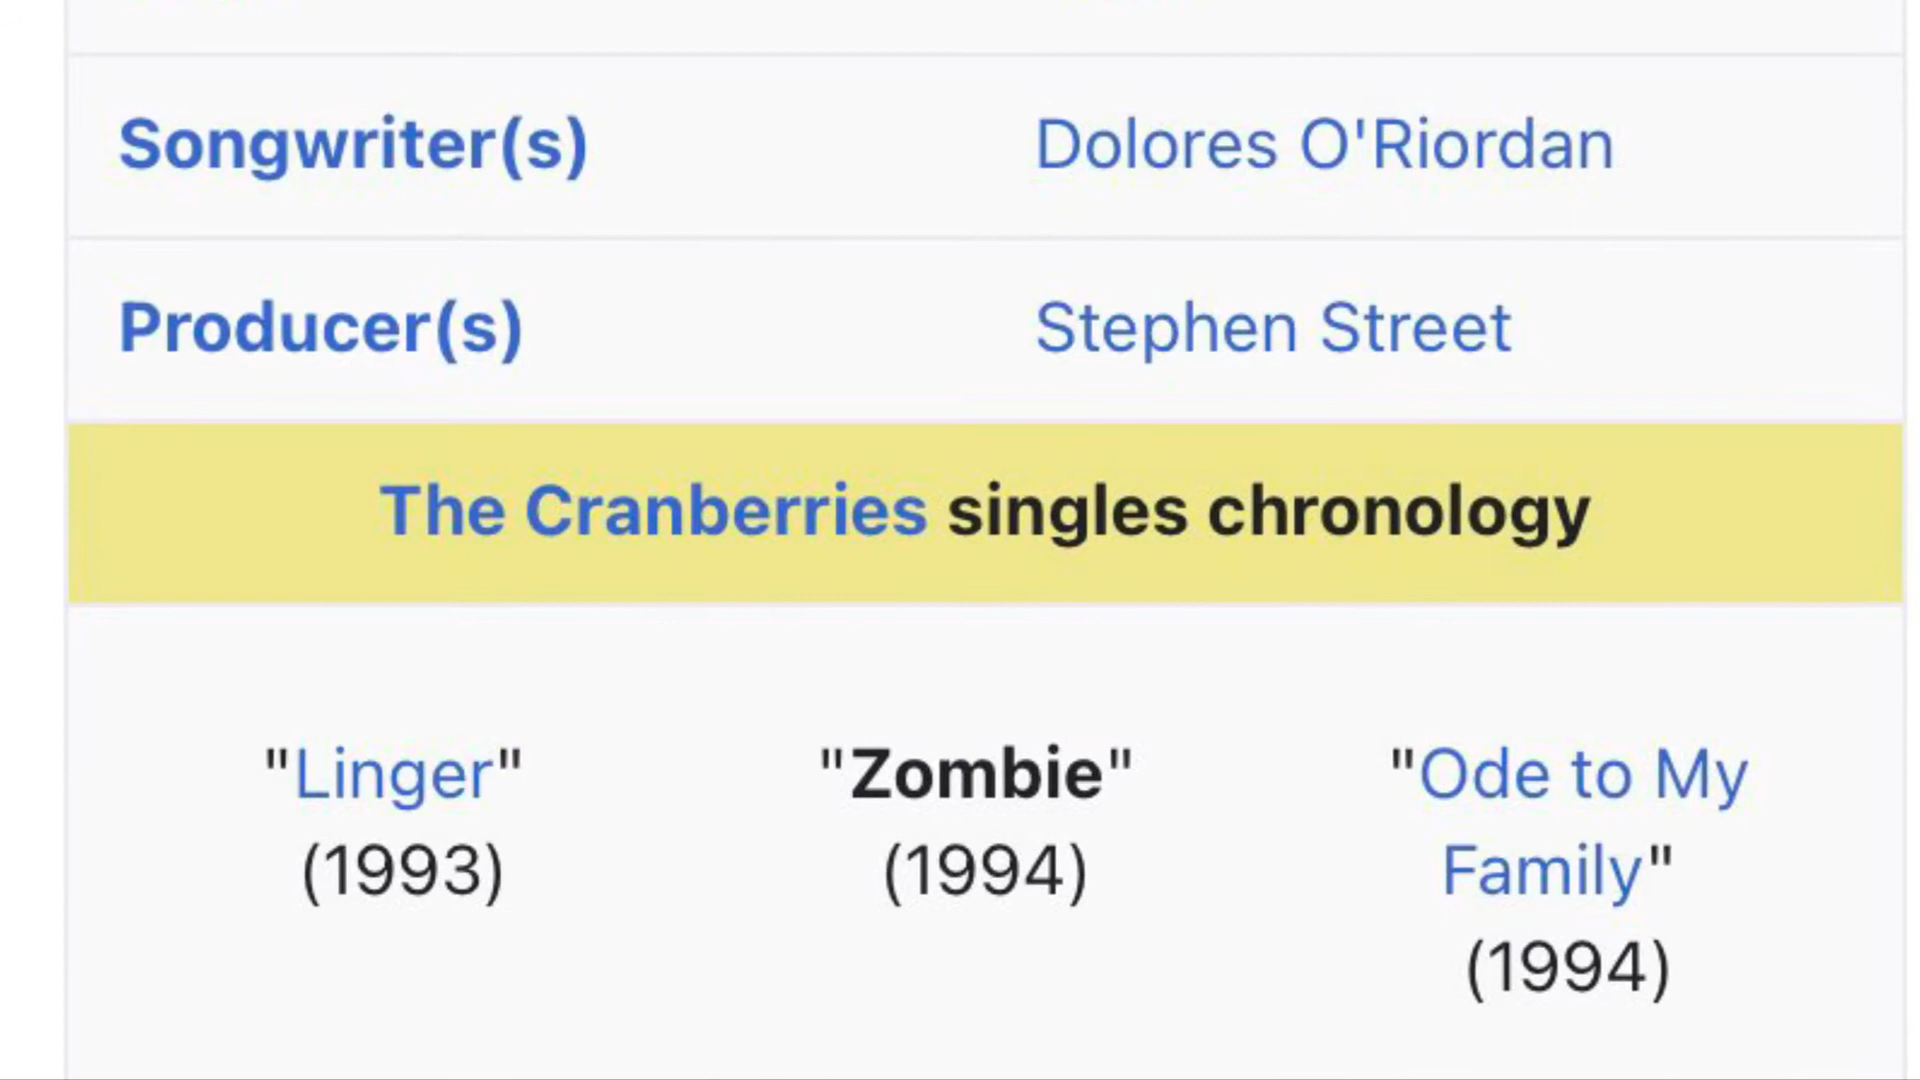 Songwriter(s) Dolores O'Riordan
Producer(s) Stephen Street
The Cranberries singles chronology
"Linger" "Zombie" "Ode to My
(1993) (1994) Family"
(1994)